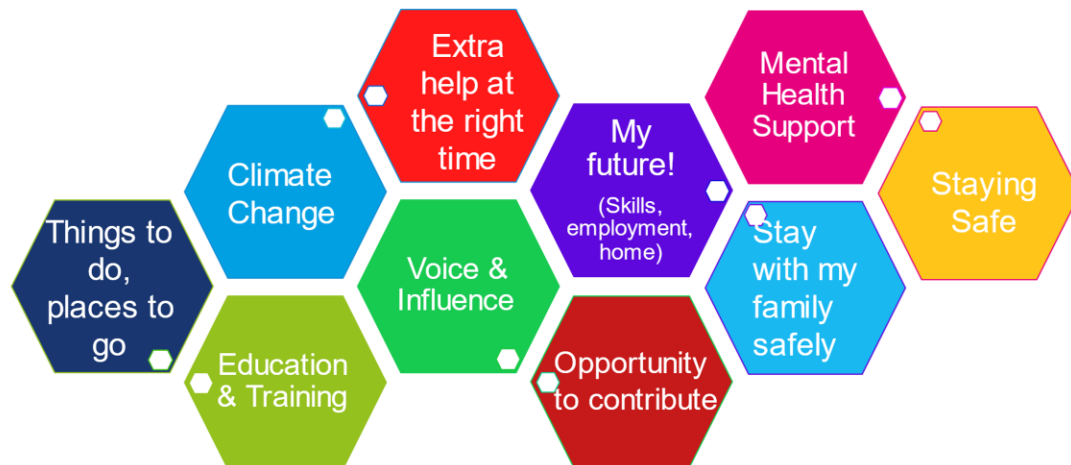 Extra
help at
the right
time
Mental
Health
Support
My
future!
(Skills,
employment,
home)
Climate
Change
Staying
Safe
Things to
do,
places to
go
Voice &
Influence
Stay
with my
family
safely
Education
& Training
Opportunity
to contribute